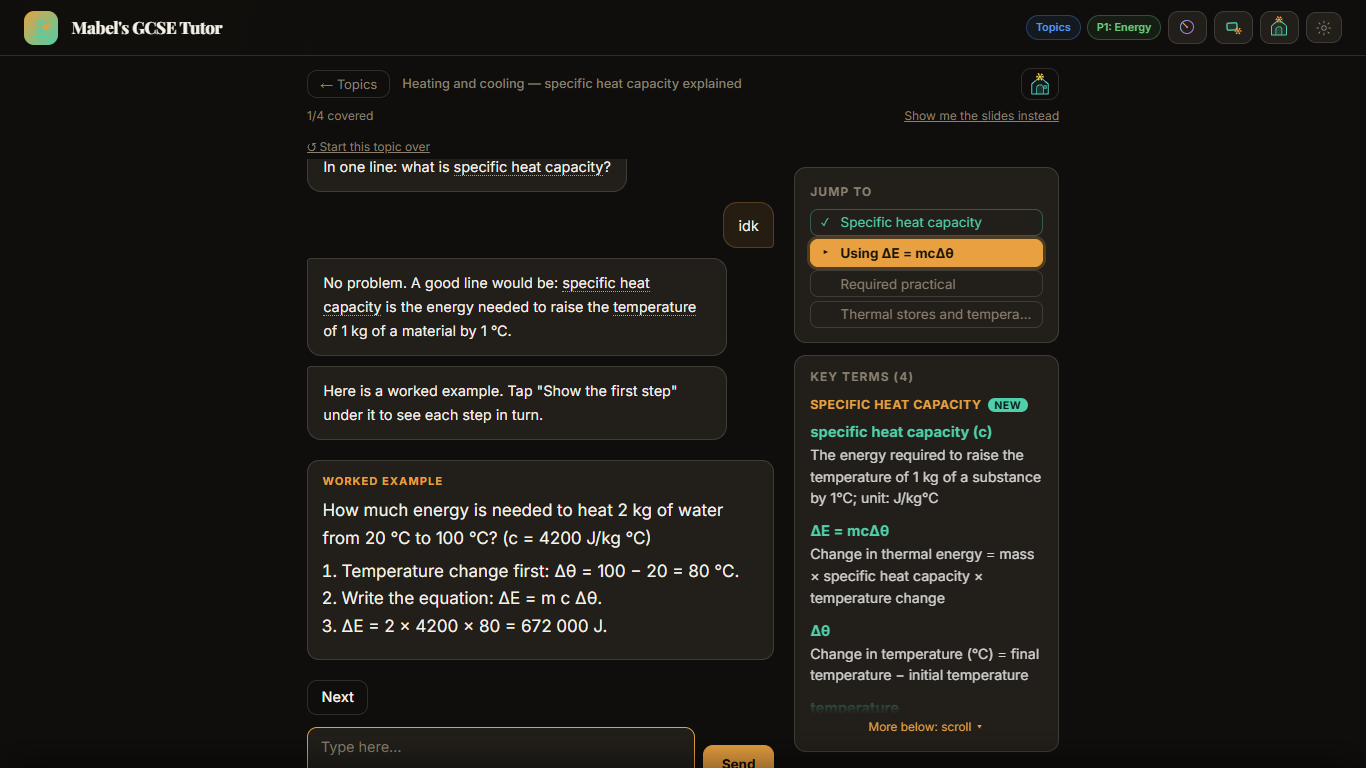 Mabel's GCSE Tutor
Topics
P1: Energy
← Topics
Heating and cooling — specific heat capacity explained
1/4 covered
Show me the slides instead
↺ Start this topic over
In one line: what is specific heat capacity?
idk
No problem. A good line would be: specific heat
capacity is the energy needed to raise the temperature
of 1 kg of a material by 1 °C.
Here is a worked example. Tap "Show the first step"
under it to see each step in turn.
WORKED EXAMPLE
How much energy is needed to heat 2 kg of water
from 20 °C to 100 °C? (c = 4200 J/kg °C)
1. Temperature change first: Δθ = 100 − 20 = 80 °C.
2. Write the equation: ΔE = m c Δθ.
3. ΔE = 2 × 4200 × 80 = 672 000 J.
Next
Type here...
Send
JUMP TO
✓ Specific heat capacity
‣ Using ΔE = mcΔθ
Required practical
Thermal stores and tempera...
KEY TERMS (4)
SPECIFIC HEAT CAPACITY NEW
specific heat capacity (c)
The energy required to raise the
temperature of 1 kg of a substance
by 1°C; unit: J/kg°C
ΔE = mcΔθ
Change in thermal energy = mass
× specific heat capacity ×
temperature change
Δθ
Change in temperature (°C) = final
temperature − initial temperature
temperature
More below: scroll ▾